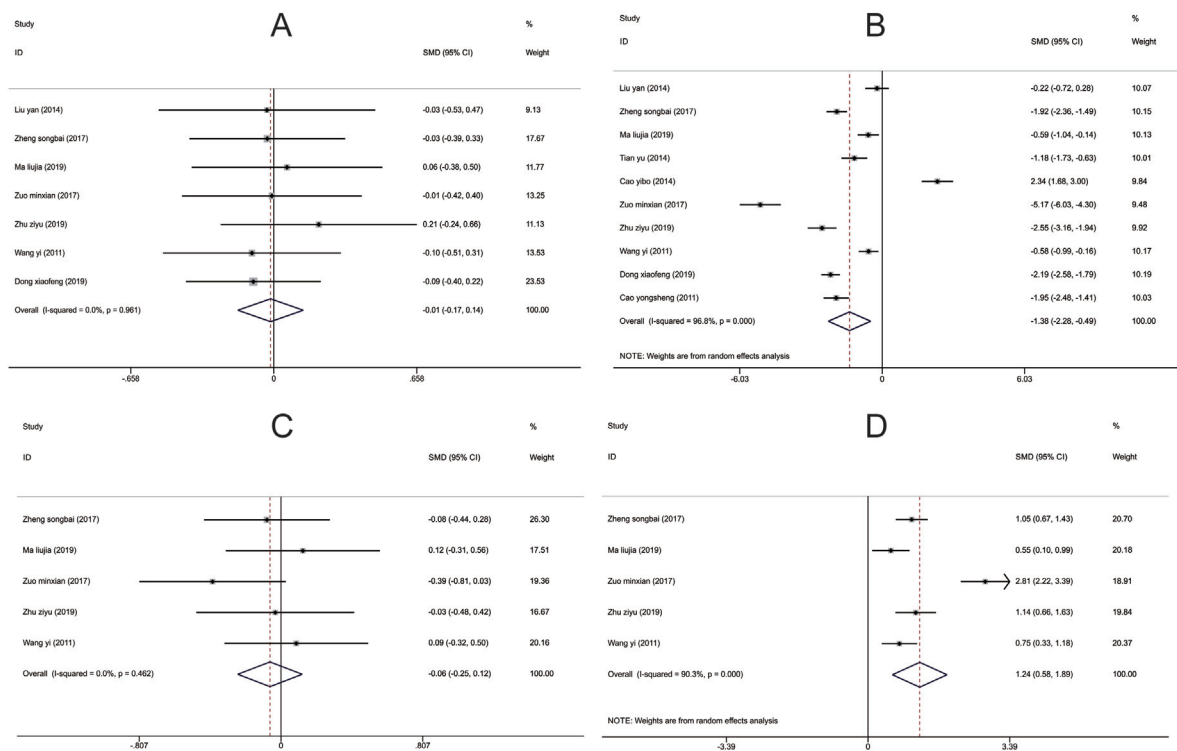 A
Study %
ID SMD (95% CI) Weight
Liu yan (2014) -0.03 (-0.53, 0.47) 9.13
Zheng songbai (2017) -0.03 (-0.39, 0.33) 17.67
Ma liujia (2019) 0.06 (-0.38, 0.50) 11.77
Zuo minxian (2017) -0.01 (-0.42, 0.40) 13.25
Zhu ziyu (2019) 0.21 (-0.24, 0.66) 11.13
Wang yi (2011) -0.10 (-0.51, 0.31) 13.53
Dong xiaofeng (2019) -0.09 (-0.40, 0.22) 23.53
Overall (I-squared = 0.0%, p = 0.961) -0.01 (-0.17, 0.14) 100.00
-.658 0 .658
B
Study %
ID SMD (95% CI) Weight
Liu yan (2014) -0.22 (-0.72, 0.28) 10.07
Zheng songbai (2017) -1.92 (-2.36, -1.49) 10.15
Ma liujia (2019) -0.59 (-1.04, -0.14) 10.13
Tian yu (2014) -1.18 (-1.73, -0.63) 10.01
Cao yibo (2014) 2.34 (1.68, 3.00) 9.84
Zuo minxian (2017) -5.17 (-6.03, -4.30) 9.48
Zhu ziyu (2019) -2.55 (-3.16, -1.94) 9.92
Wang yi (2011) -0.58 (-0.99, -0.16) 10.17
Dong xiaofeng (2019) -2.19 (-2.58, -1.79) 10.19
Cao yongsheng (2011) -1.95 (-2.48, -1.41) 10.03
Overall (I-squared = 96.8%, p = 0.000) -1.38 (-2.28, -0.49) 100.00
NOTE: Weights are from random effects analysis
-6.03 0 6.03
C
Study %
ID SMD (95% CI) Weight
Zheng songbai (2017) -0.08 (-0.44, 0.28) 26.30
Ma liujia (2019) 0.12 (-0.31, 0.56) 17.51
Zuo minxian (2017) -0.39 (-0.81, 0.03) 19.36
Zhu ziyu (2019) -0.03 (-0.48, 0.42) 16.67
Wang yi (2011) 0.09 (-0.32, 0.50) 20.16
Overall (I-squared = 0.0%, p = 0.462) -0.06 (-0.25, 0.12) 100.00
-.807 0 .807
D
Study %
ID SMD (95% CI) Weight
Zheng songbai (2017) 1.05 (0.67, 1.43) 20.70
Ma liujia (2019) 0.55 (0.10, 0.99) 20.18
Zuo minxian (2017) 2.81 (2.22, 3.39) 18.91
Zhu ziyu (2019) 1.14 (0.66, 1.63) 19.84
Wang yi (2011) 0.75 (0.33, 1.18) 20.37
Overall (I-squared = 90.3%, p = 0.000) 1.24 (0.58, 1.89) 100.00
NOTE: Weights are from random effects analysis
-3.39 0 3.39